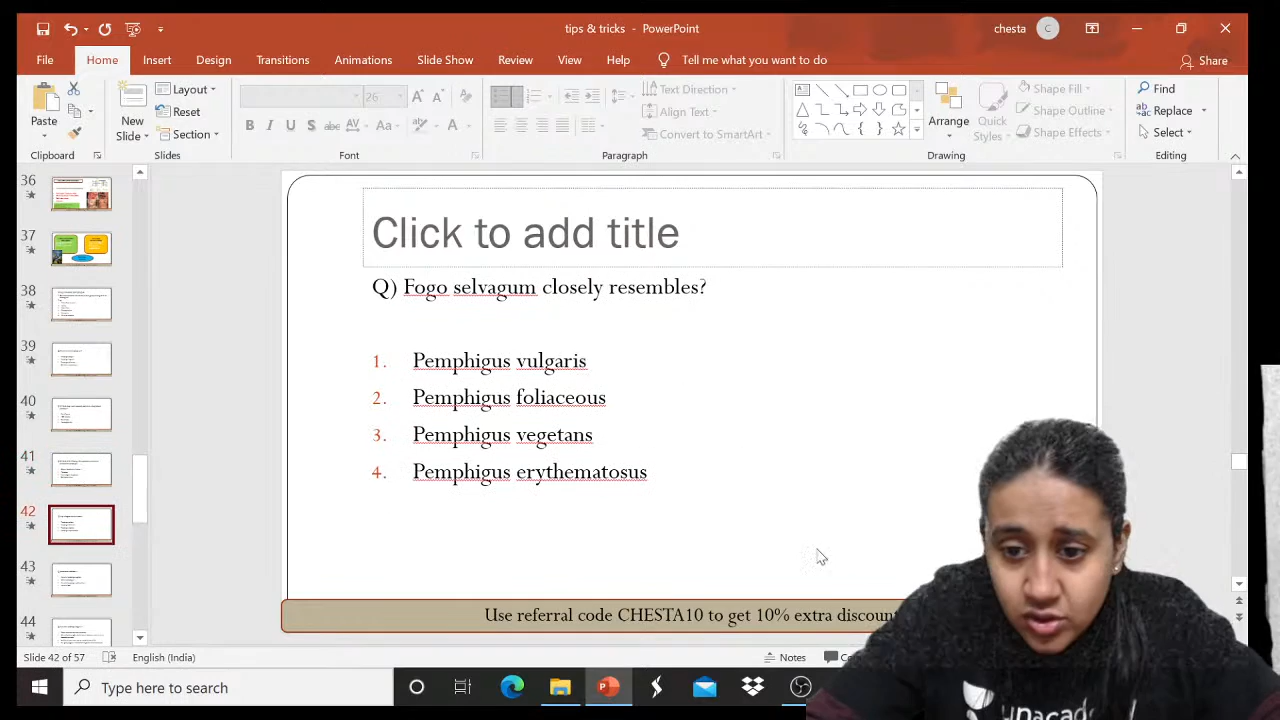 tips & tricks - PowerPoint
chesta
C
File
Home
Insert
Design
Transitions
Animations
Slide Show
Review
View
Help
Tell me what you want to do
Share
Paste
Clipboard
New
Slide
Layout
Reset
Section
Slides
26
Font
Text Direction
Align Text
Convert to SmartArt
Paragraph
Arrange
Quick
Styles
Shape Fill
Shape Outline
Shape Effects
Drawing
Find
Replace
Select
Editing
36
37
38
39
40
41
42
43
44
Click to add title
Q) Fogo selvagum closely resembles?
1. Pemphigus vulgaris
2. Pemphigus foliaceous
3. Pemphigus vegetans
4. Pemphigus erythematosus
Use referral code CHESTA10 to get 10% extra discount
Slide 42 of 57
English (India)
Notes
Type here to search